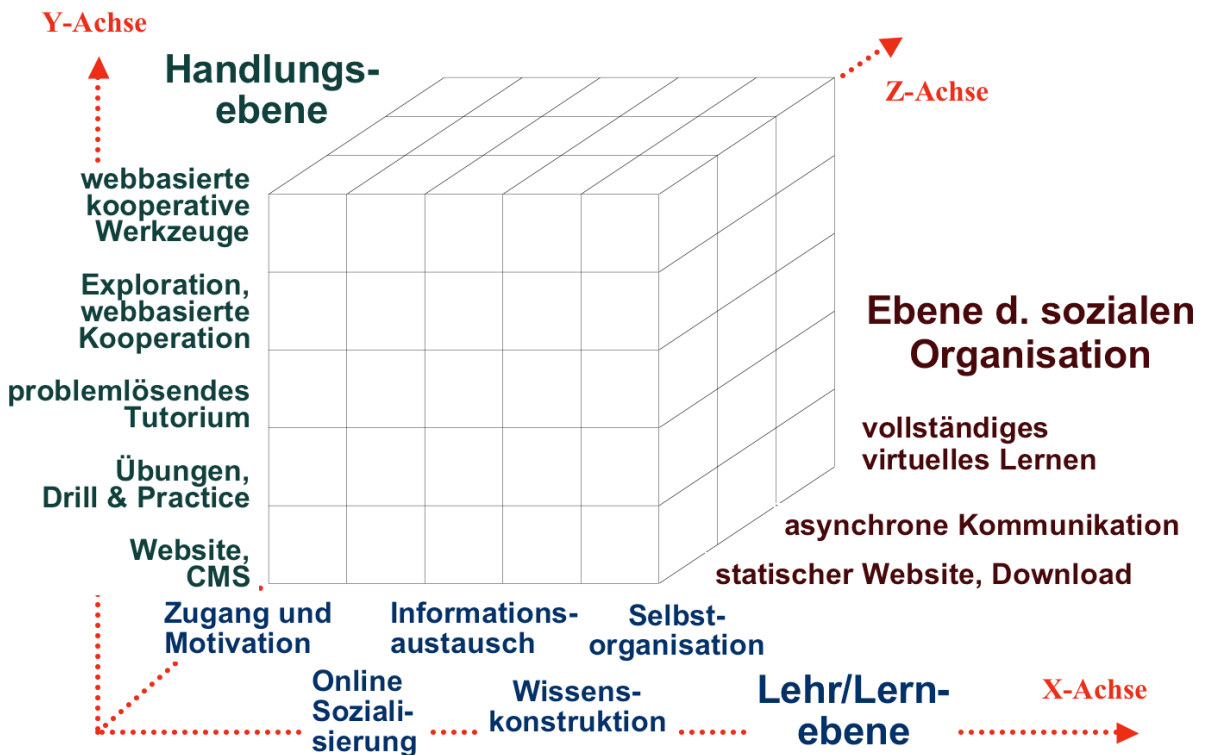 Y-Achse
Handlungs-
ebene
Z-Achse
webbasierte
kooperative
Werkzeuge
Exploration,
webbasierte
Kooperation
problemlösendes
Tutorium
Übungen,
Drill & Practice
Website,
CMS
Ebene d. sozialen
Organisation
vollständiges
virtuelles Lernen
asynchrone Kommunikation
statischer Website, Download
Zugang und
Motivation
Online
Soziali-
sierung
Informations-
austausch
Wissens-
konstruktion
Selbst-
organisation
Lehr/Lern-
ebene
X-Achse